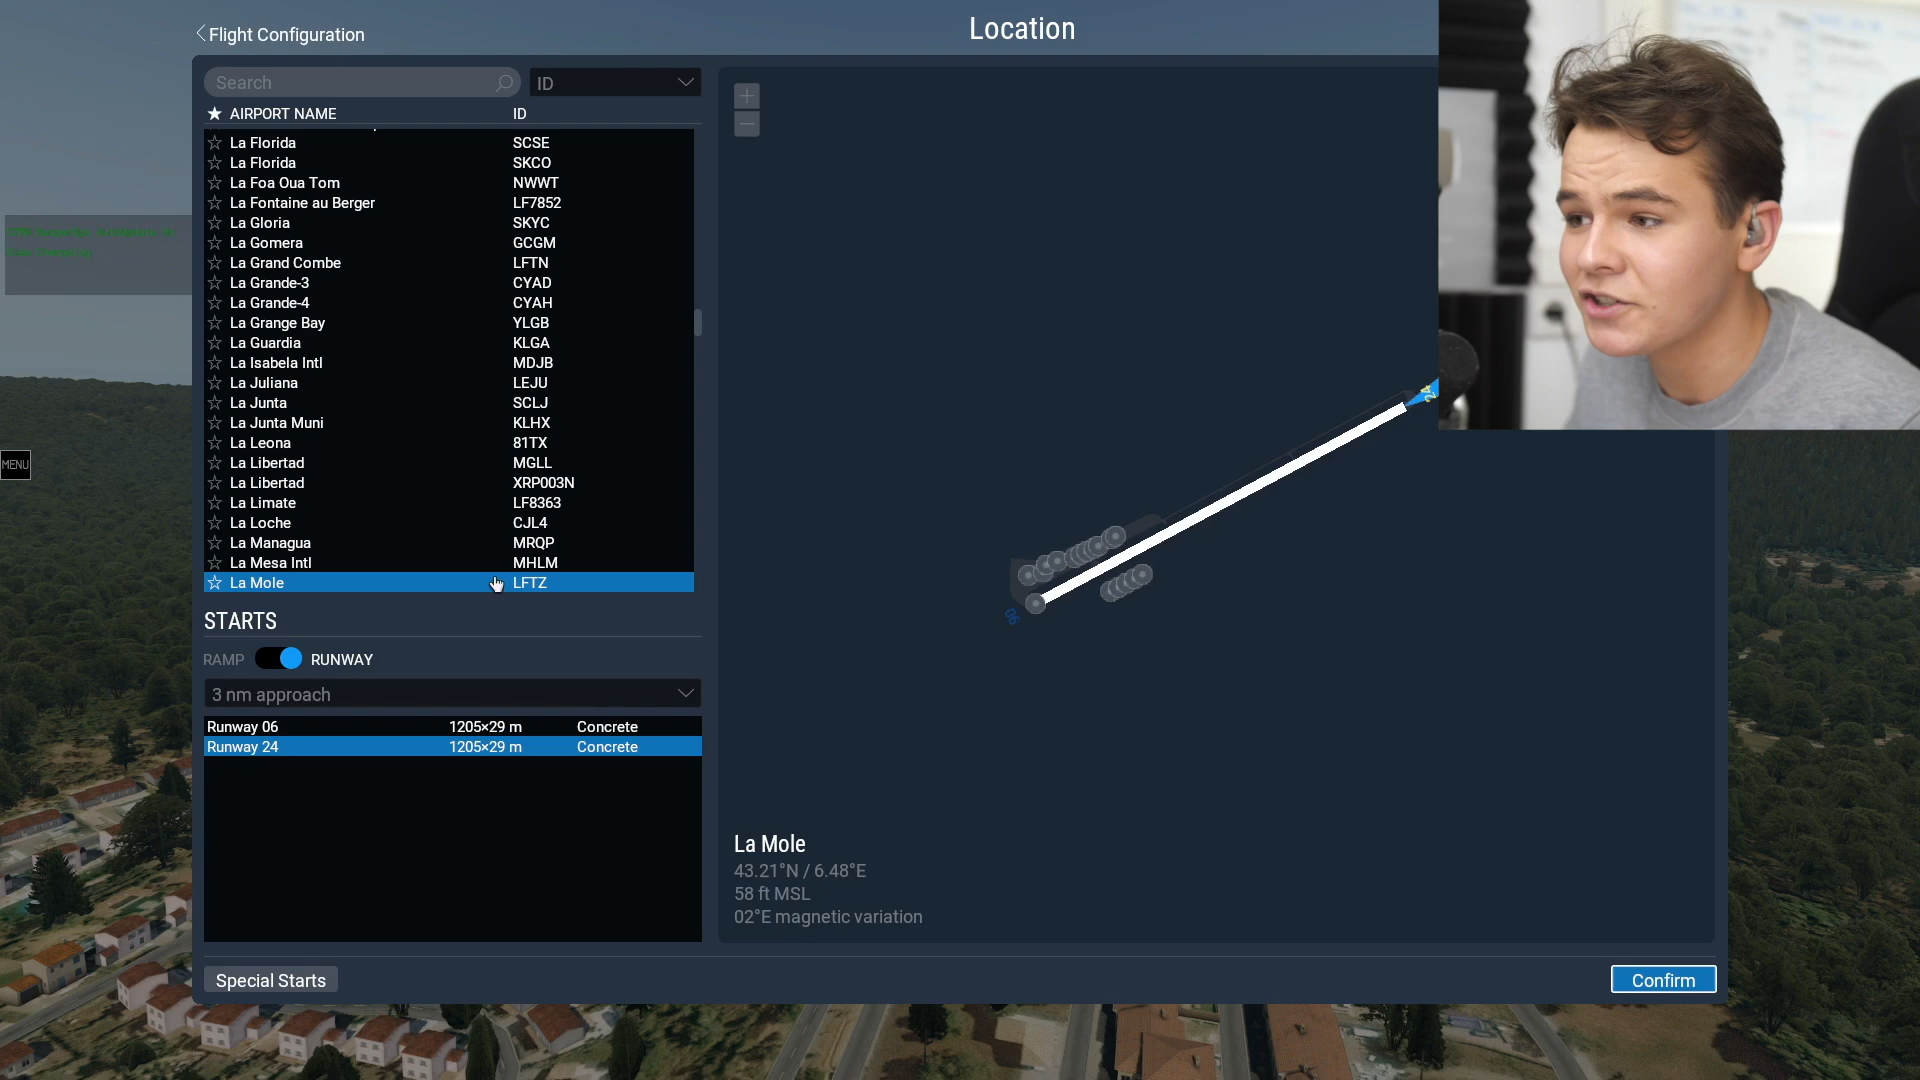 Flight Configuration
Location
Search
ID
AIRPORT NAME ID
La Florida SCSE
La Florida SKCO
La Foa Oua Tom NWWT
La Fontaine au Berger LF7852
La Gloria SKYC
La Gomera GCGM
La Grand Combe LFTN
La Grande-3 CYAD
La Grande-4 CYAH
La Grange Bay YLGB
La Guardia KLGA
La Isabela Intl MDJB
La Juliana LEJU
La Junta SCLJ
La Junta Muni KLHX
La Leona 81TX
La Libertad MGLL
La Libertad XRP003N
La Limate LF8363
La Loche CJL4
La Managua MRQP
La Mesa Intl MHLM
La Mole LFTZ
MENU
STARTS
RAMP RUNWAY
3 nm approach
Runway 06 1205×29 m Concrete
Runway 24 1205×29 m Concrete
06
24
La Mole
43.21°N / 6.48°E
58 ft MSL
02°E magnetic variation
Special Starts
Confirm